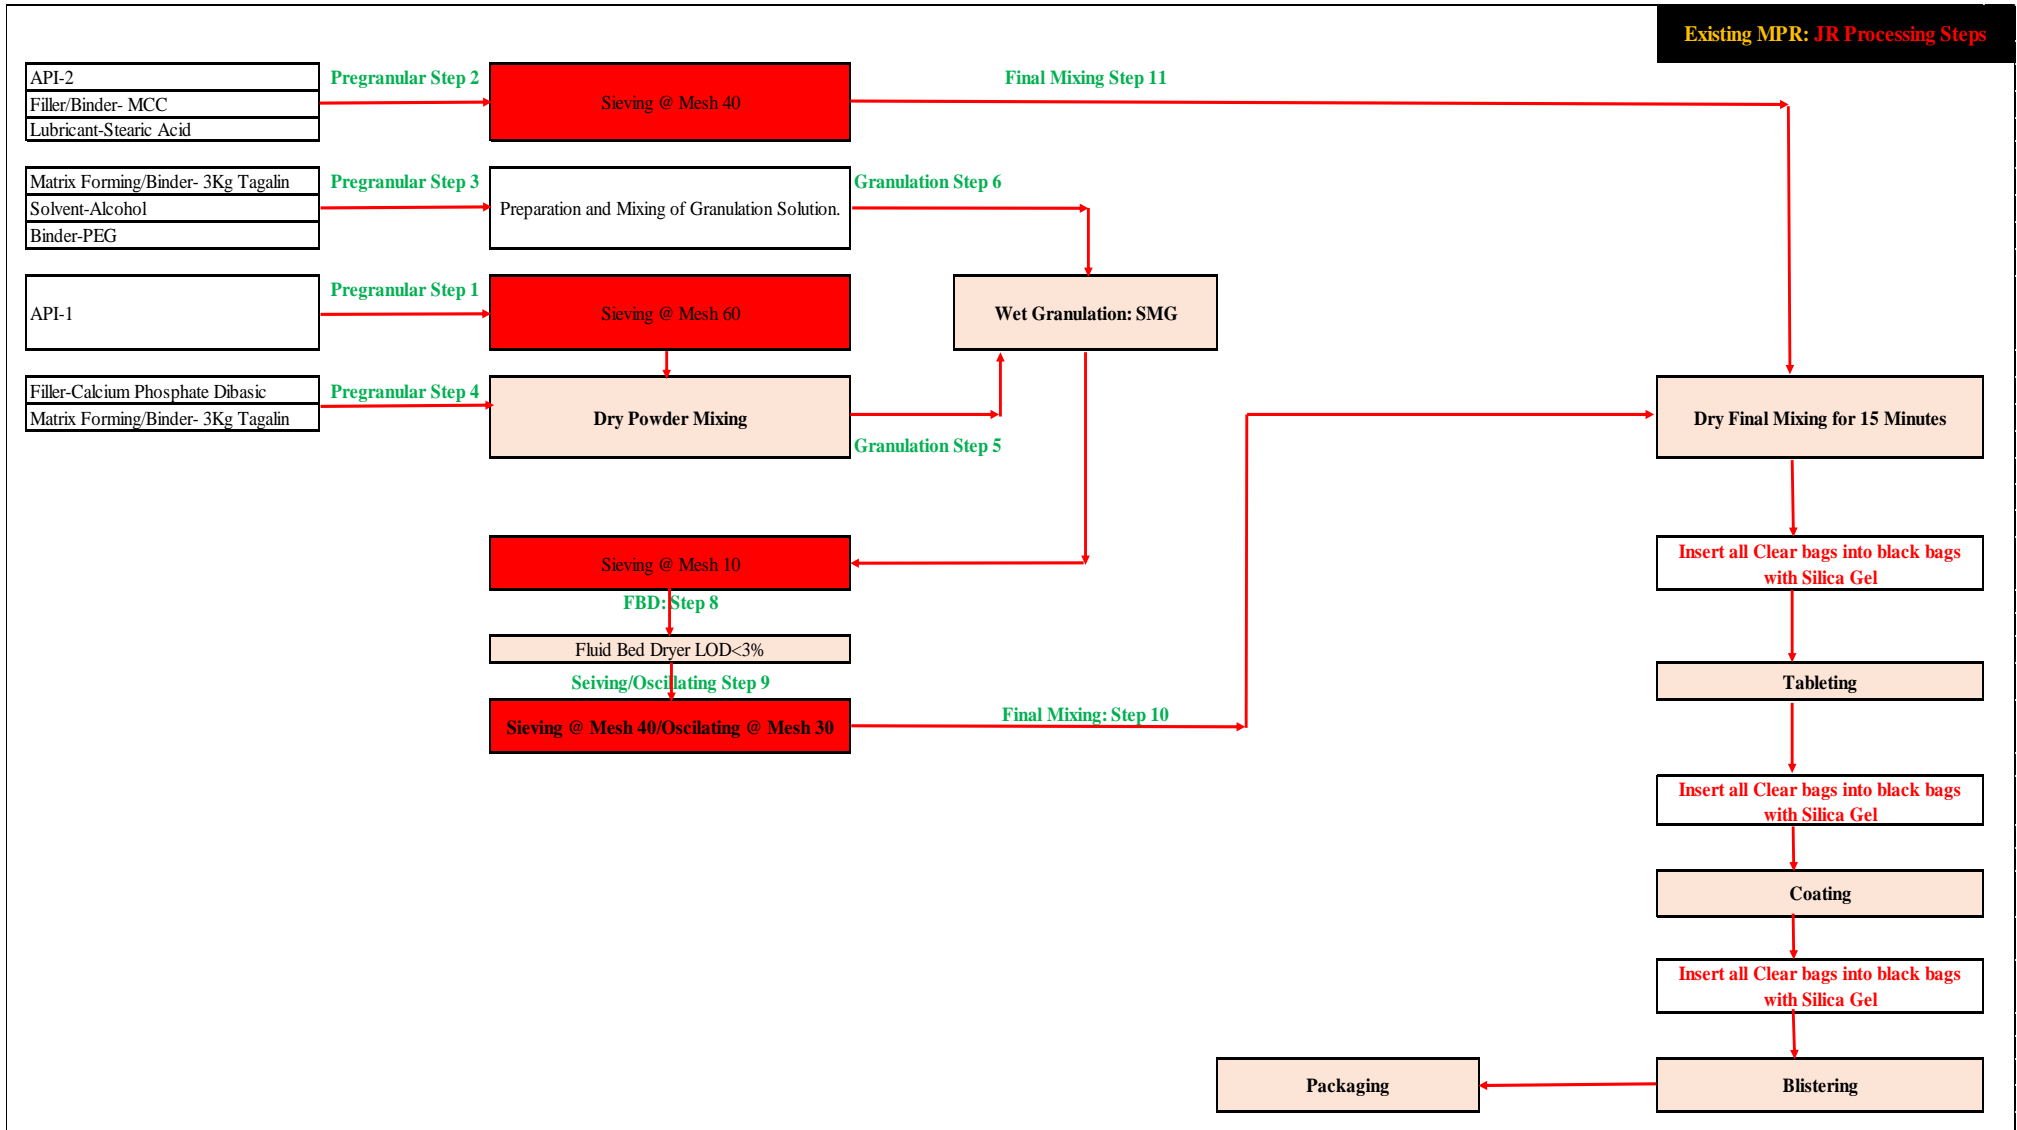 Existing MPR: JR Processing Steps
API-2
Filler/Binder- MCC
Lubricant-Stearic Acid
Pregranular Step 2
Sieving @ Mesh 40
Final Mixing Step 11
Matrix Forming/Binder- 3Kg Tagalin
Solvent-Alcohol
Binder-PEG
Pregranular Step 3
Preparation and Mixing of Granulation Solution.
Granulation Step 6
API-1
Pregranular Step 1
Sieving @ Mesh 60
Wet Granulation: SMG
Filler-Calcium Phosphate Dibasic
Matrix Forming/Binder- 3Kg Tagalin
Pregranular Step 4
Dry Powder Mixing
Granulation Step 5
Dry Final Mixing for 15 Minutes
Sieving @ Mesh 10
FBD: Step 8
Fluid Bed Dryer LOD<3%
Seiving/Oscillating Step 9
Sieving @ Mesh 40/Oscilating @ Mesh 30
Final Mixing: Step 10
Insert all Clear bags into black bags
with Silica Gel
Tableting
Insert all Clear bags into black bags
with Silica Gel
Coating
Insert all Clear bags into black bags
with Silica Gel
Blistering
Packaging